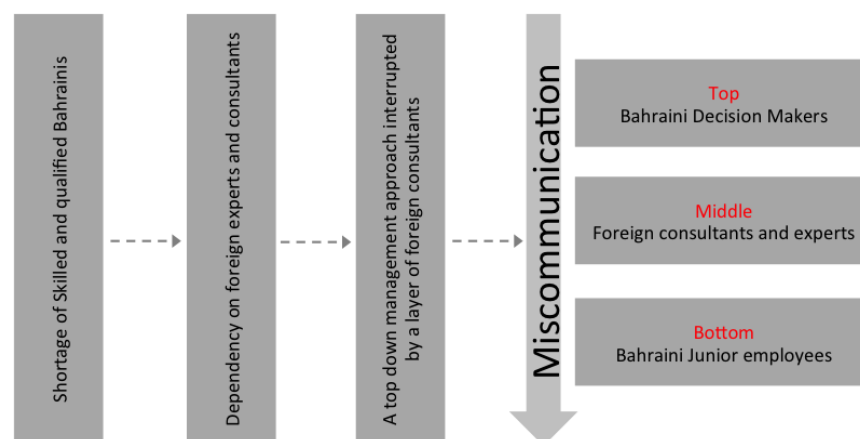 Shortage of Skilled and qualified Bahrainis
Dependency on foreign experts and consultants
A top down management approach interrupted
by a layer of foreign consultants
Miscommunication
Top
Bahraini Decision Makers
Middle
Foreign consultants and experts
Bottom
Bahraini Junior employees